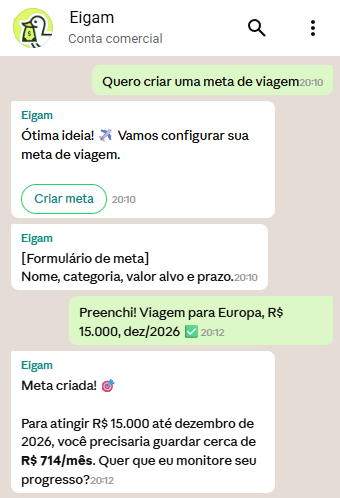 Eigam
Conta comercial
Quero criar uma meta de viagem20:10
Eigam
Ótima ideia! ✈️ Vamos configurar sua
meta de viagem.
Criar meta 20:10
Eigam
[Formulário de meta]
Nome, categoria, valor alvo e prazo.20:10
Preenchi! Viagem para Europa, R$
15.000, dez/2026 ✅ 20:12
Eigam
Meta criada! 🎯
Para atingir R$ 15.000 até dezembro de
2026, você precisaria guardar cerca de
R$ 714/mês. Quer que eu monitore seu
progresso?20:12